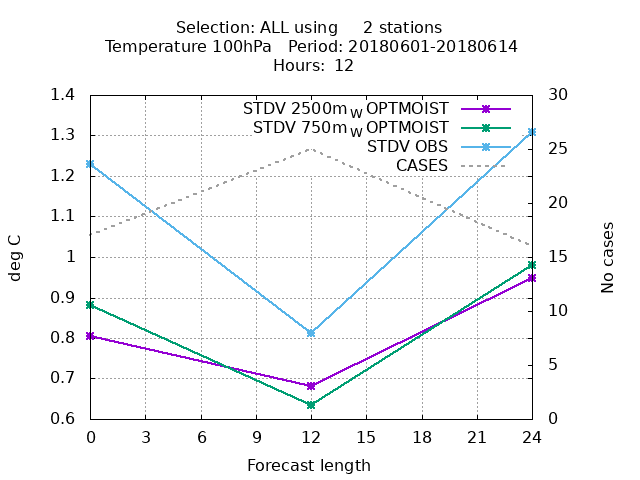 Selection: ALL using     2 stations
Temperature 100hPa   Period: 20180601-20180614
Hours: 12
1.4
1.3
1.2
1.1
1
0.9
0.8
0.7
0.6
30
25
20
15
10
5
0
STDV 2500m_W OPTMOIST
STDV 750m_W OPTMOIST
STDV OBS
CASES
deg C
No cases
0 3 6 9 12 15 18 21 24
Forecast length